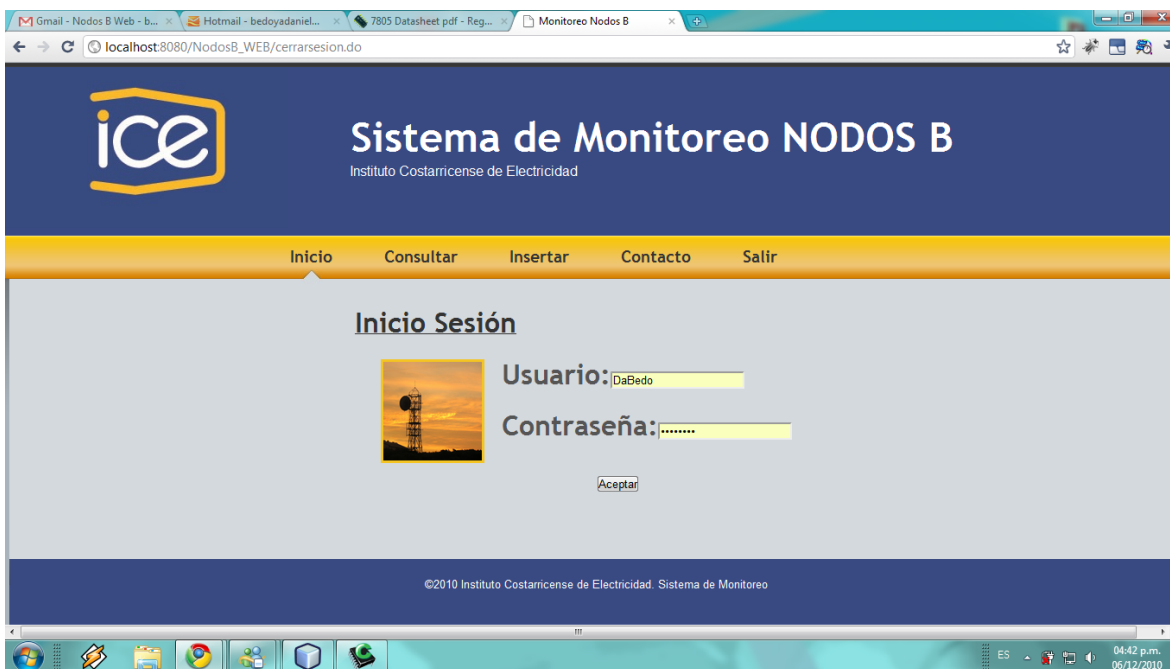 Gmail - Nodos B Web - b...
Hotmail - bedoyadaniel...
7805 Datasheet pdf - Reg...
Monitoreo Nodos B
localhost:8080/NodosB_WEB/cerrarsesion.do
ice
Sistema de Monitoreo NODOS B
Instituto Costarricense de Electricidad
Inicio Consultar Insertar Contacto Salir
Inicio Sesión
Usuario: DaBedo
Contraseña: ••••••••
Aceptar
©2010 Instituto Costarricense de Electricidad. Sistema de Monitoreo
ES
04:42 p.m.
06/12/2010